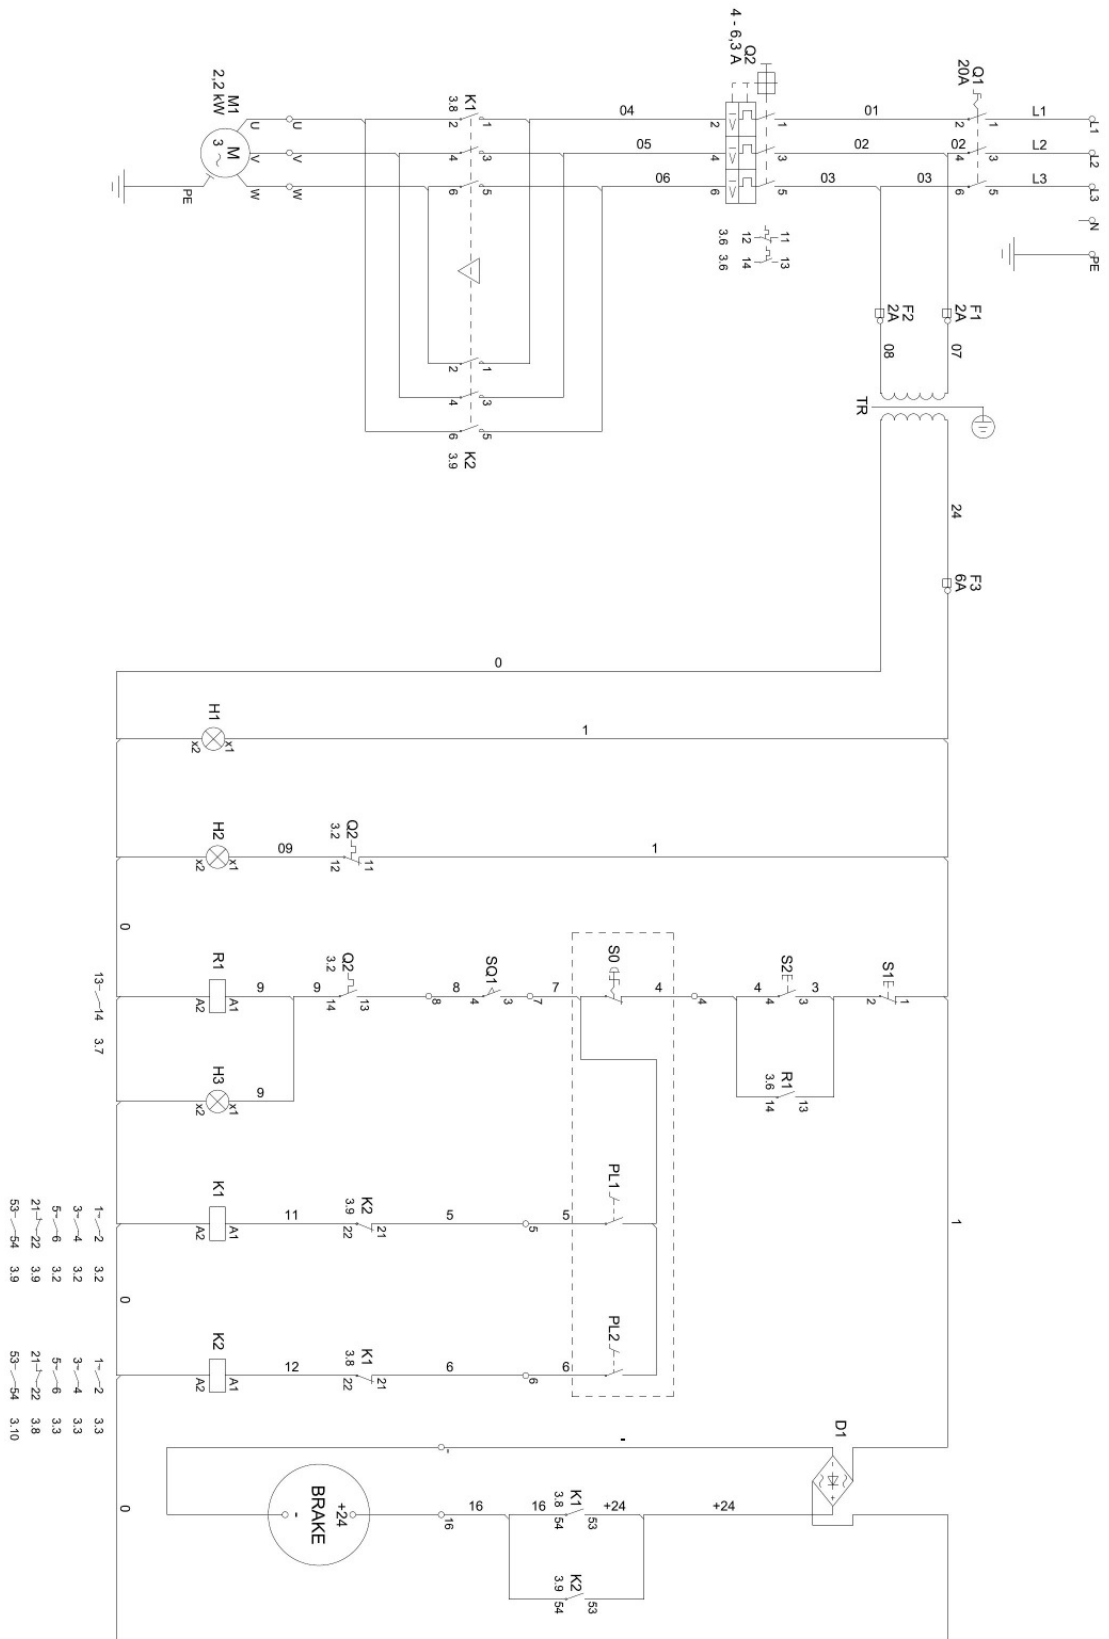 L1
L2
L3
N
PE
L1
L2
L3
Q1
20A
1
3
5
2
4
6
01
02
02
03
03
F1
2A
F2
2A
07
08
TR
24
F3
6A
Q2
4 - 6,3 A
1
3
5
2
4
6
11
13
12
14
3.6
3.6
04
05
06
K1
3.8
1
3
5
2
4
6
1
3
5
2
4
6
K2
3.9
U
V
W
U
V
W
M1
2,2 kW
M
3 ~
PE
1
1
1
0
H1
x1
x2
Q2
3.2
11
12
09
H2
x1
x2
S1
1
2
3
S2
3
4
4
R1
3.6
13
14
4
4
S0
7
7
SQ1
3
4
8
8
Q2
3.2
13
14
9
9
R1
A1
A2
9
H3
x1
x2
PL1
5
5
5
K2
3.9
21
22
11
K1
A1
A2
PL2
6
6
6
K1
3.8
21
22
12
K2
A1
A2
D1
-
+
-
-
+24
+24
K1
3.8
53
54
K2
3.9
53
54
16
16
16
+24
BRAKE
-
0
0
0
13 14 3.7
1 2 3.2
3 4 3.2
5 6 3.2
21 22 3.9
53 54 3.9
1 2 3.3
3 4 3.3
5 6 3.3
21 22 3.8
53 54 3.10